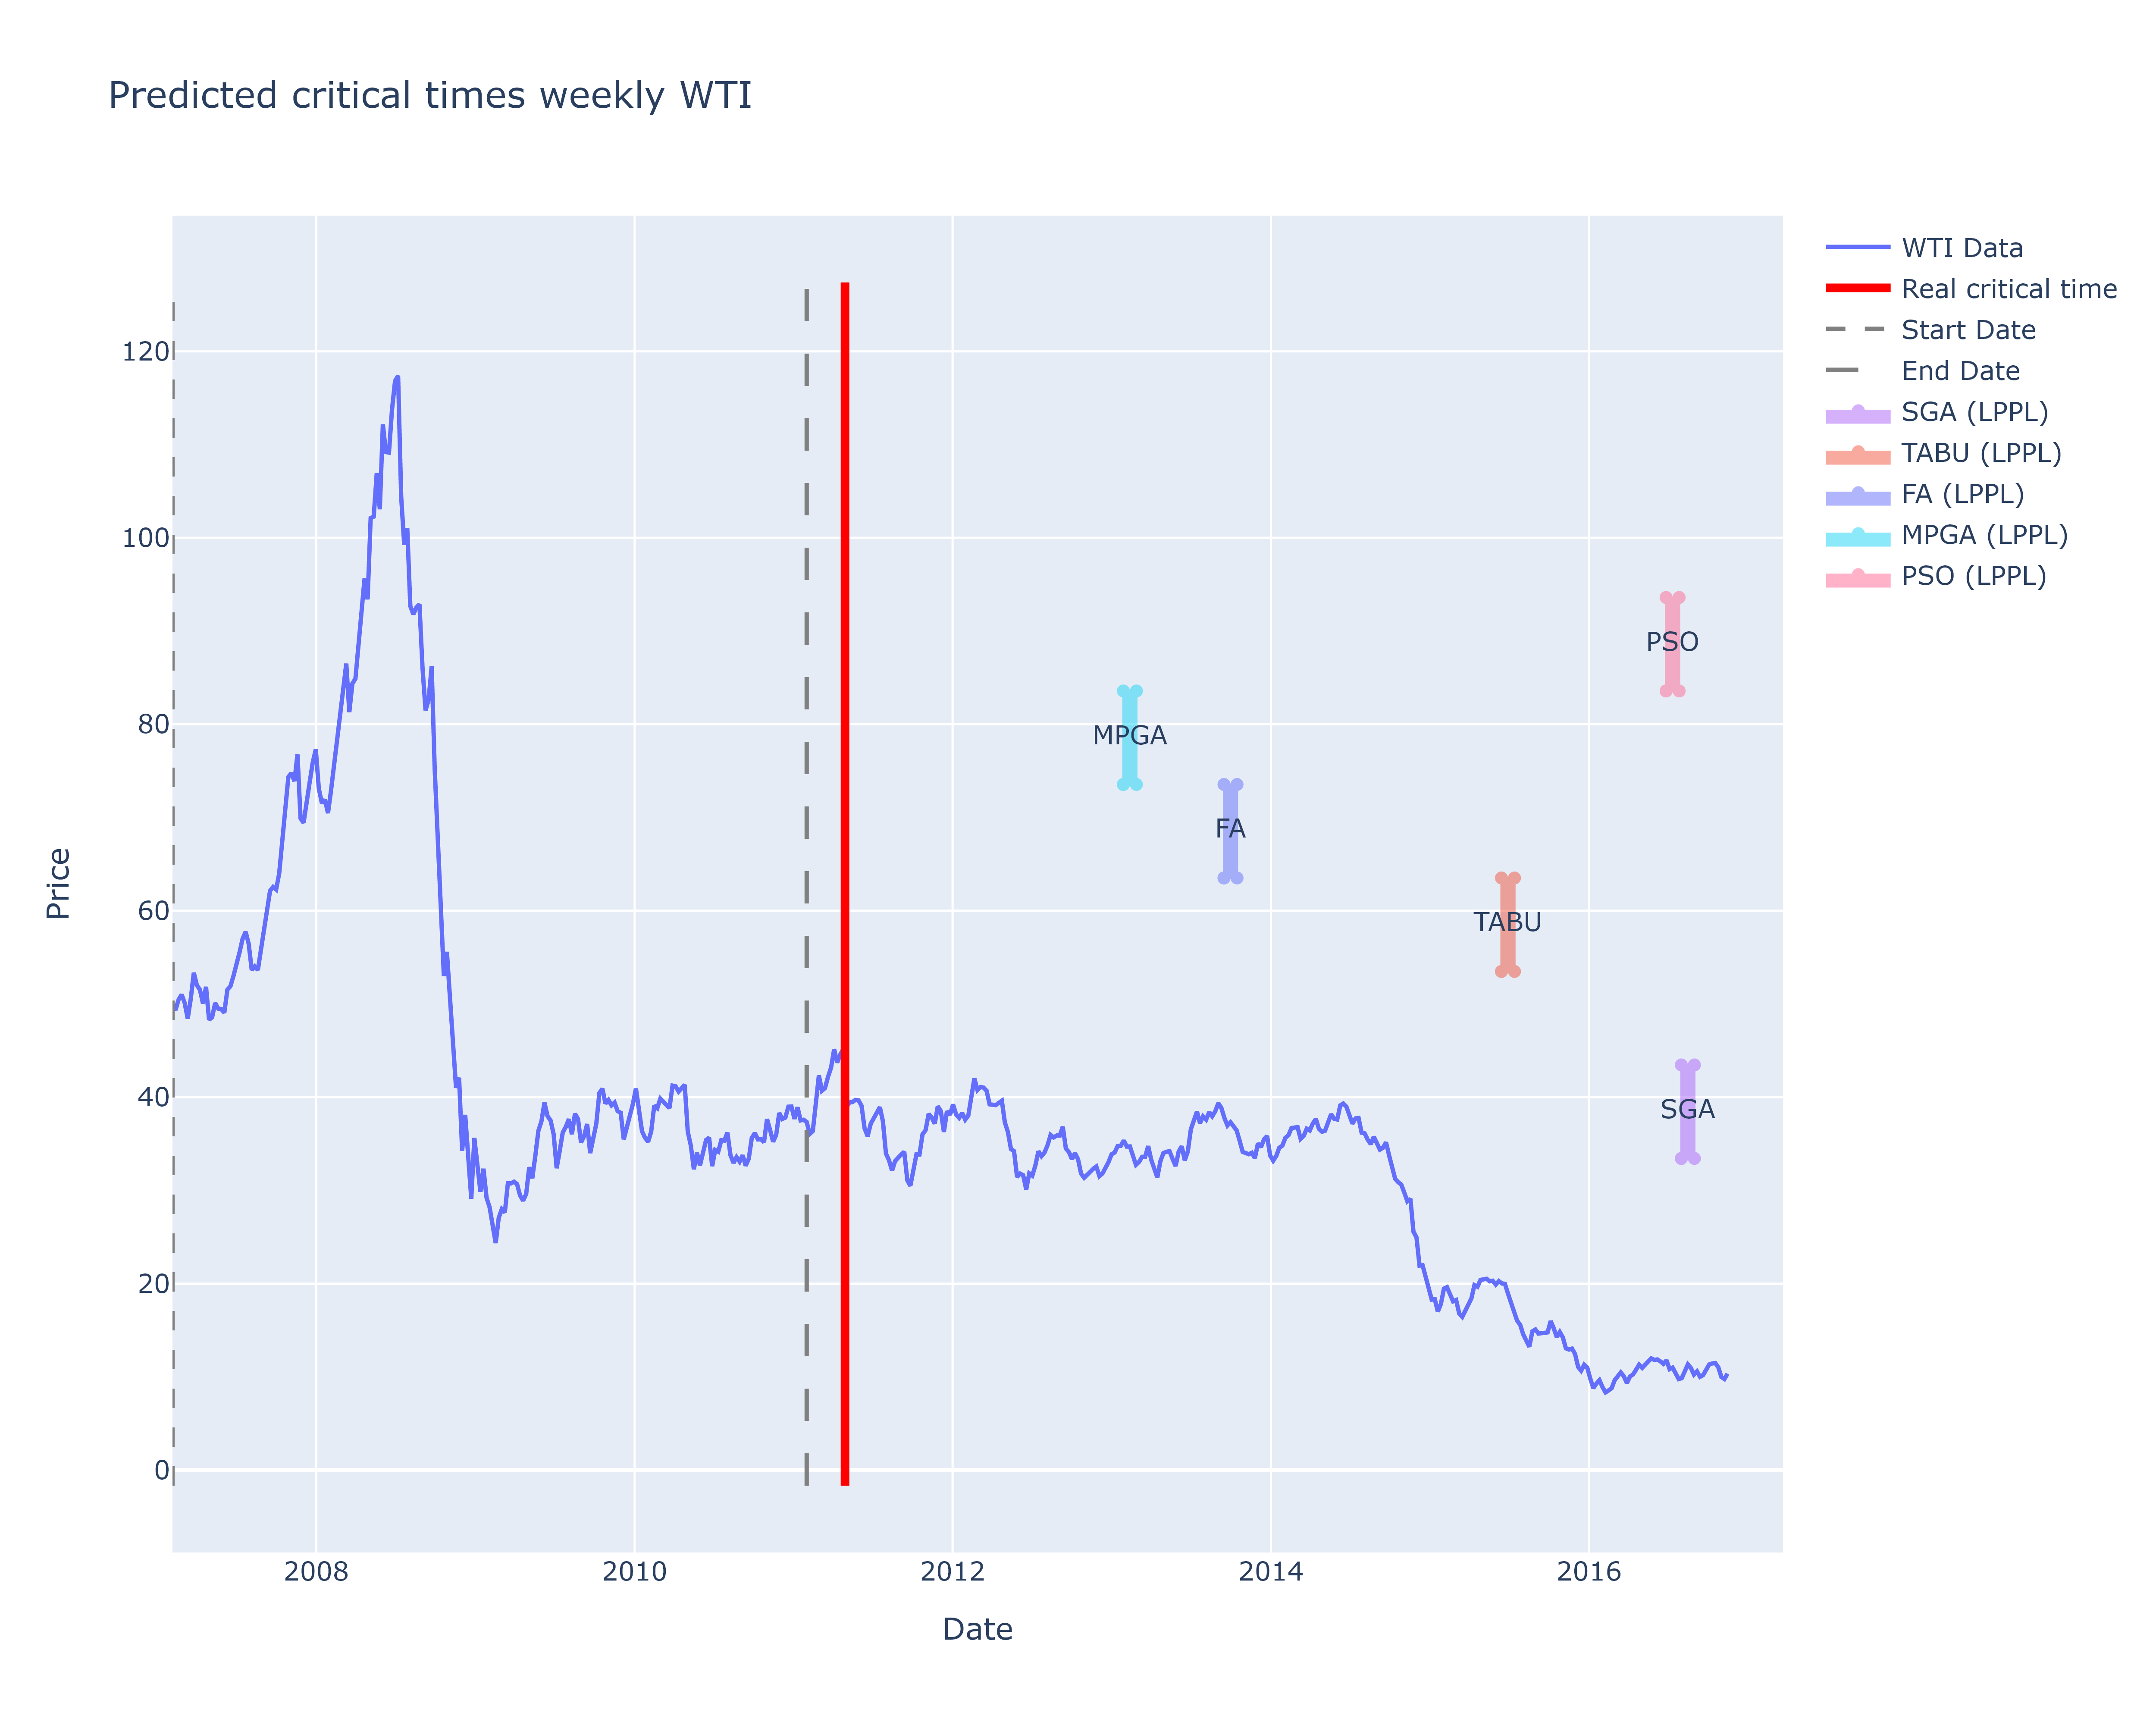 Predicted critical times weekly WTI
WTI Data
Real critical time
Start Date
End Date
SGA (LPPL)
TABU (LPPL)
FA (LPPL)
MPGA (LPPL)
PSO (LPPL)
Price
120
100
80
60
40
20
0
PSO
MPGA
FA
TABU
SGA
2008 2010 2012 2014 2016
Date